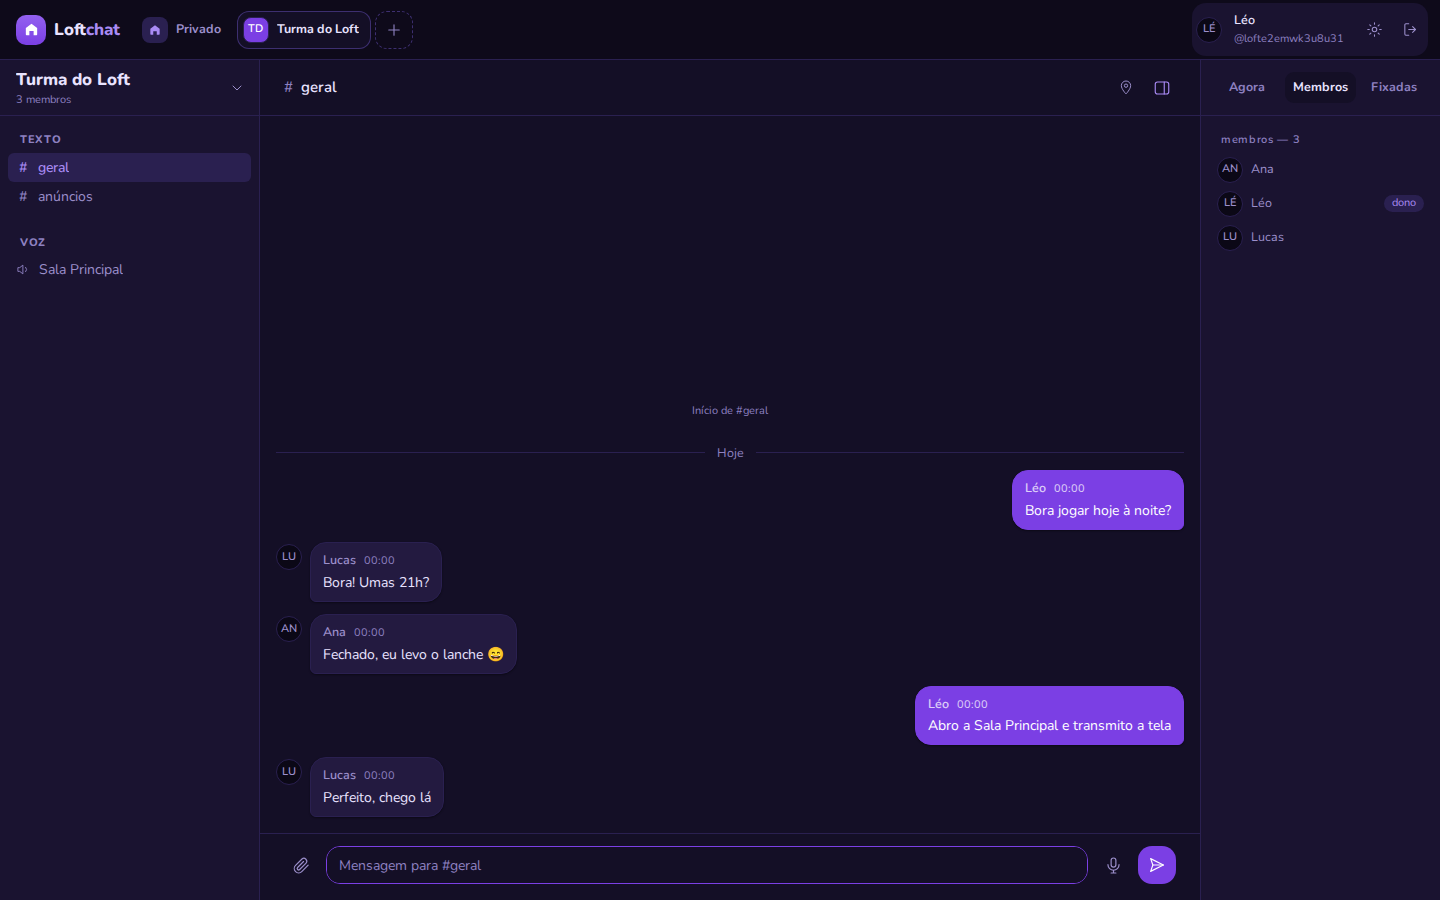 Loftchat
Privado
TD
Turma do Loft
LÉ
Léo
@lofte2emwk3u8u31
Turma do Loft
3 membros
TEXTO
# geral
# anúncios
VOZ
Sala Principal
# geral
Início de #geral
Hoje
Léo 00:00
Bora jogar hoje à noite?
LU
Lucas 00:00
Bora! Umas 21h?
AN
Ana 00:00
Fechado, eu levo o lanche 😄
Léo 00:00
Abro a Sala Principal e transmito a tela
LU
Lucas 00:00
Perfeito, chego lá
Mensagem para #geral
Agora
Membros
Fixadas
membros — 3
AN
Ana
LÉ
Léo
dono
LU
Lucas